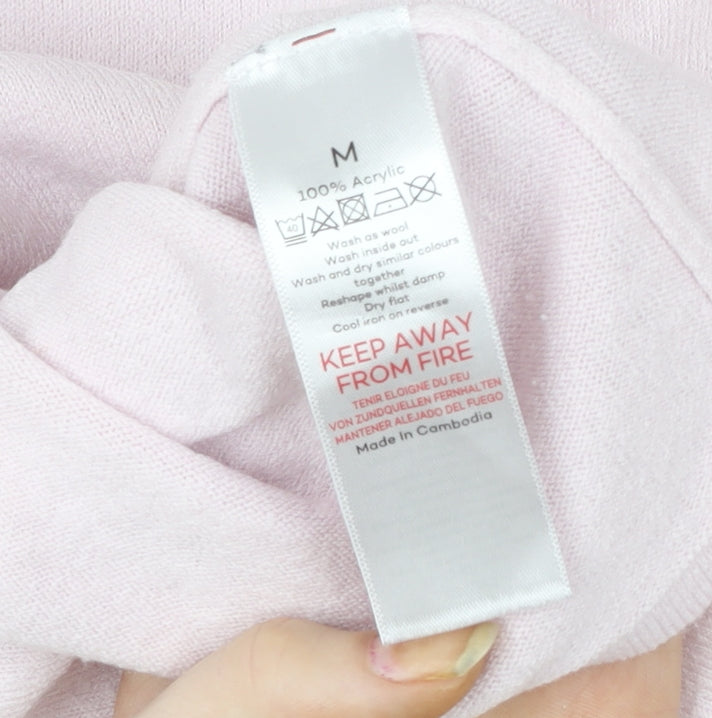 M
100% Acrylic
40
Wash as wool
Wash inside out
Wash and dry similar colours
together
Reshape whilst damp
Dry flat
Cool iron on reverse
KEEP AWAY
FROM FIRE
TENIR ELOIGNE DU FEU
VON ZUNDQUELLEN FERNHALTEN
MANTENER ALEJADO DEL FUEGO
Made in Cambodia